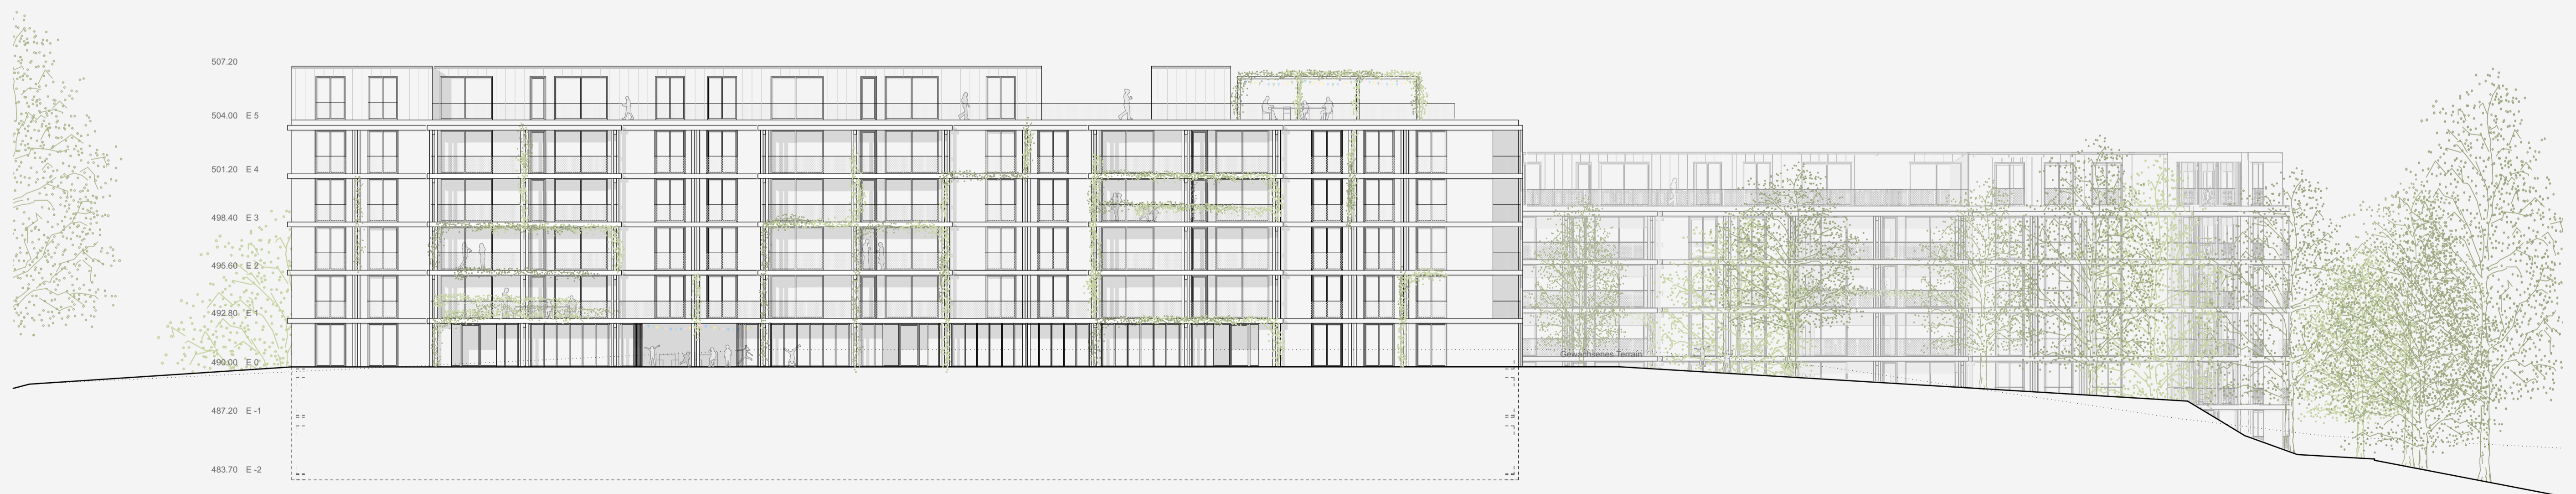 507.20
504.00 E 5
501.20 E 4
498.40 E 3
495.60 E 2
492.80 E 1
490.00 E 0
Gewachsenes Terrain
487.20 E -1
483.70 E -2